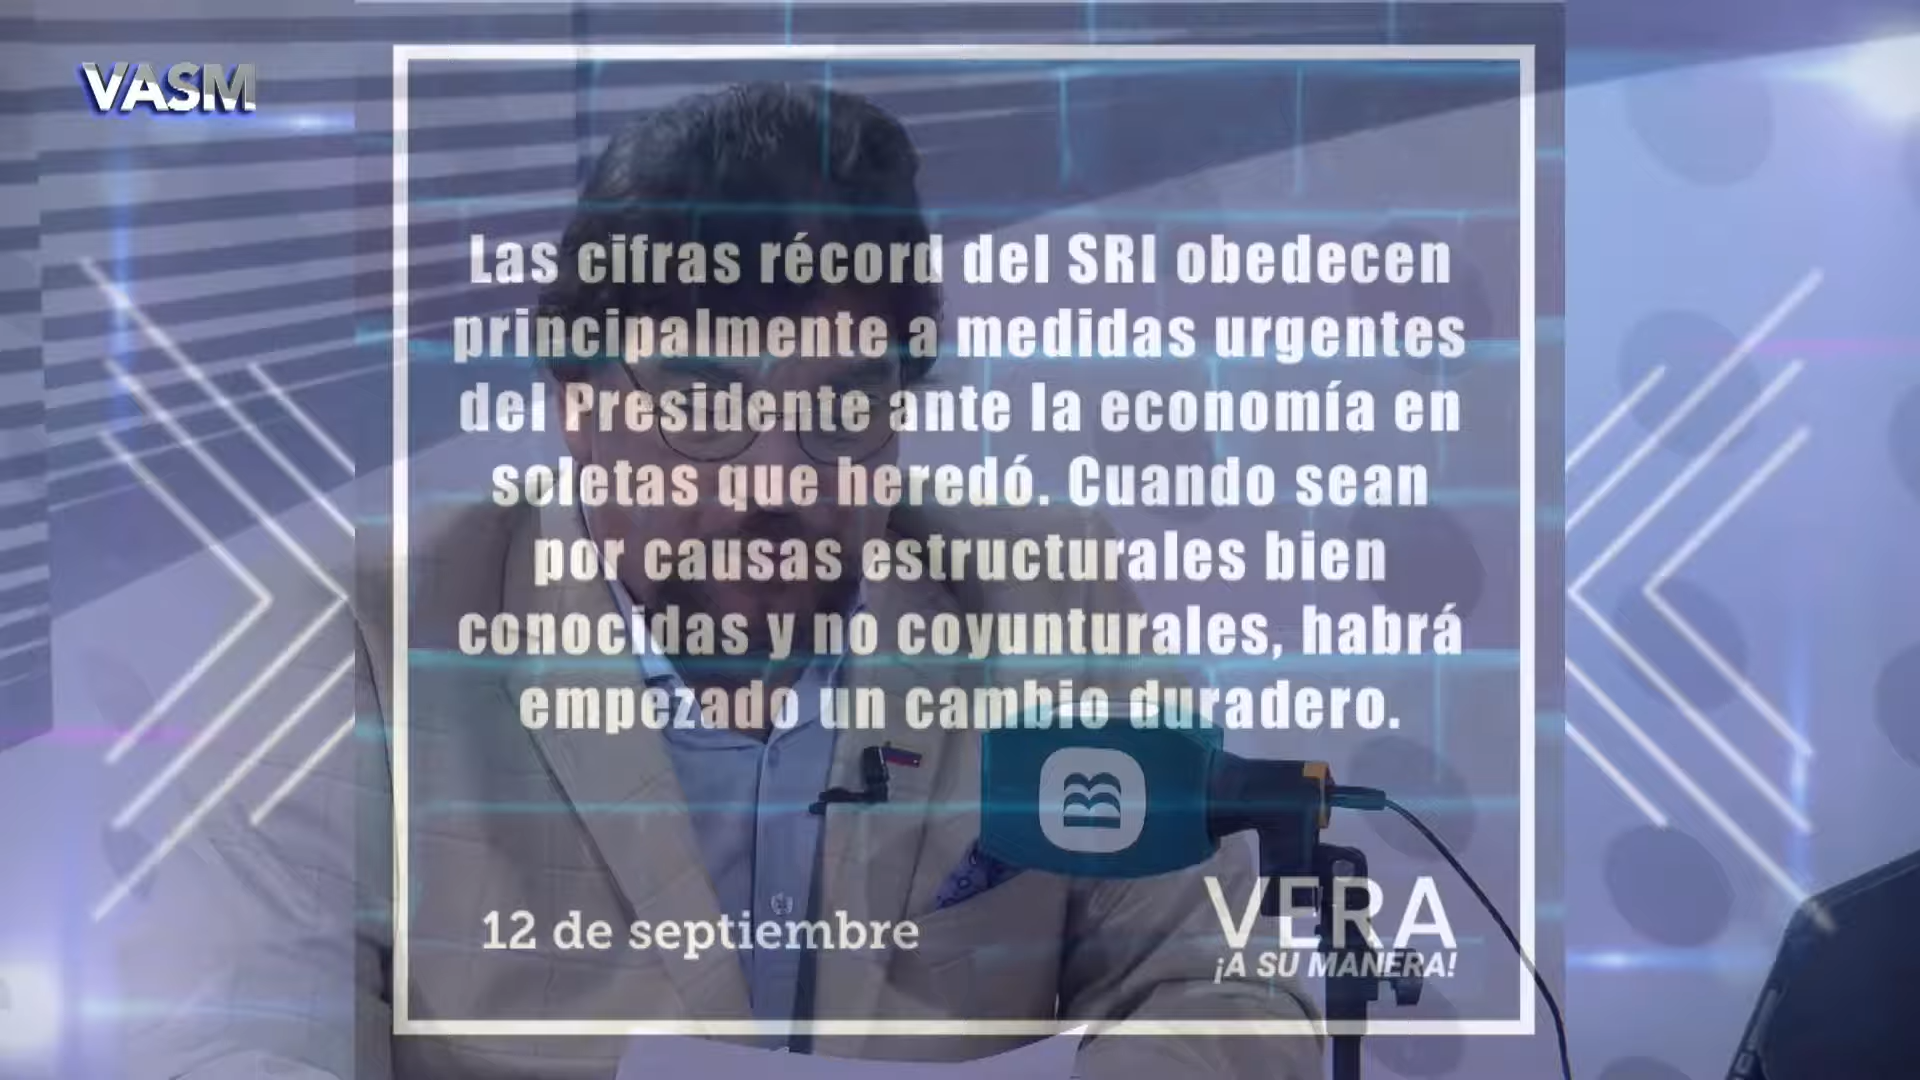 VASM
Las cifras récord del SRI obedecen
principalmente a medidas urgentes
del Presidente ante la economía en
soletas que heredó. Cuando sean
por causas estructurales bien
conocidas y no coyunturales, habrá
empezado un cambio duradero.
12 de septiembre
VERA
¡A SU MANERA!